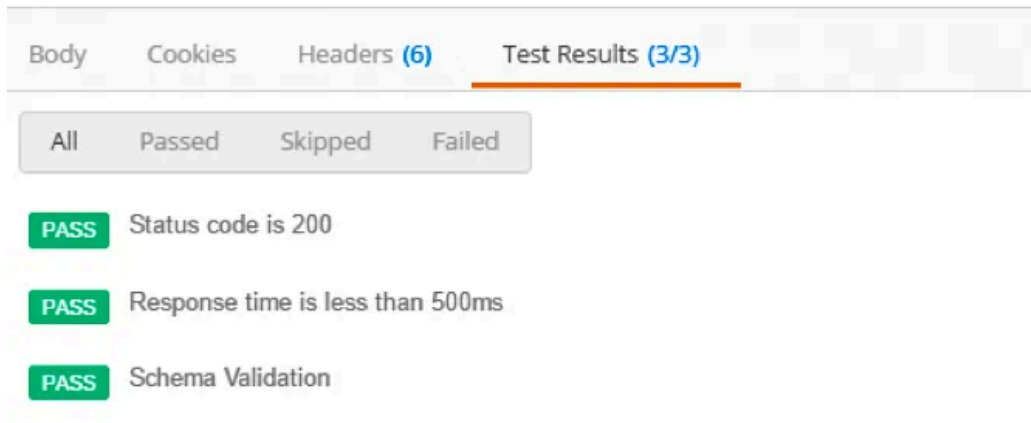 Body Cookies Headers (6) Test Results (3/3)
All Passed Skipped Failed
PASS Status code is 200
PASS Response time is less than 500ms
PASS Schema Validation